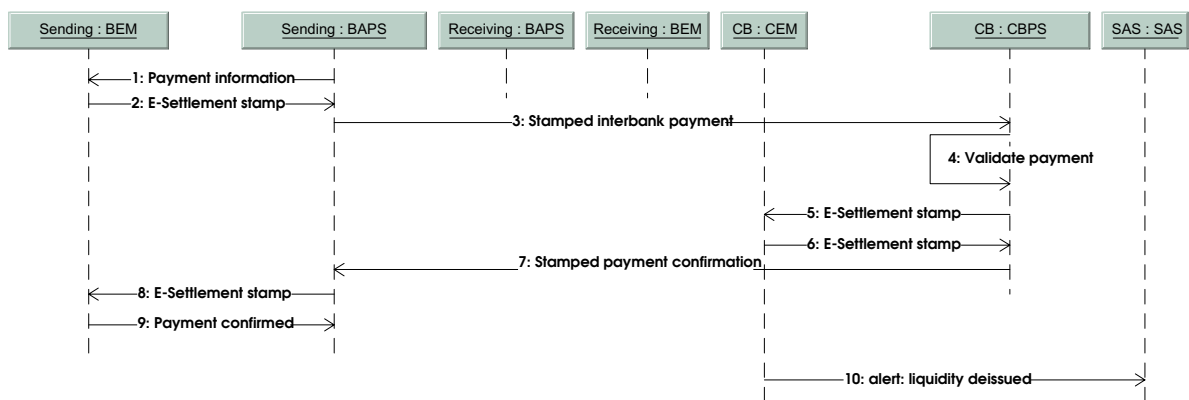 Sending : BEM
Sending : BAPS
Receiving : BAPS
Receiving : BEM
CB : CEM
CB : CBPS
SAS : SAS
1: Payment information
2: E-Settlement stamp
3: Stamped interbank payment
4: Validate payment
5: E-Settlement stamp
6: E-Settlement stamp
7: Stamped payment confirmation
8: E-Settlement stamp
9: Payment confirmed
10: alert: liquidity deissued